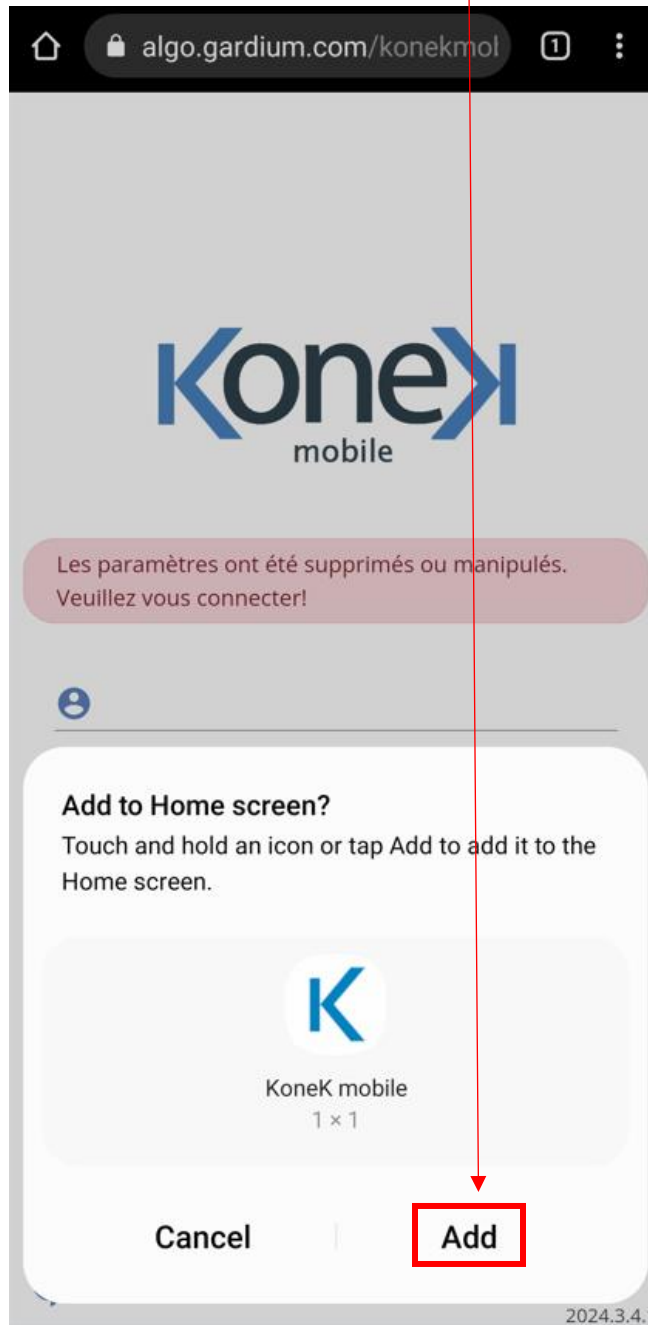 algo.gardium.com/konekmol
1
KoneK
mobile
Les paramètres ont été supprimés ou manipulés.
Veuillez vous connecter!
Add to Home screen?
Touch and hold an icon or tap Add to add it to the
Home screen.
K
KoneK mobile
1 × 1
Cancel
Add
2024.3.4.